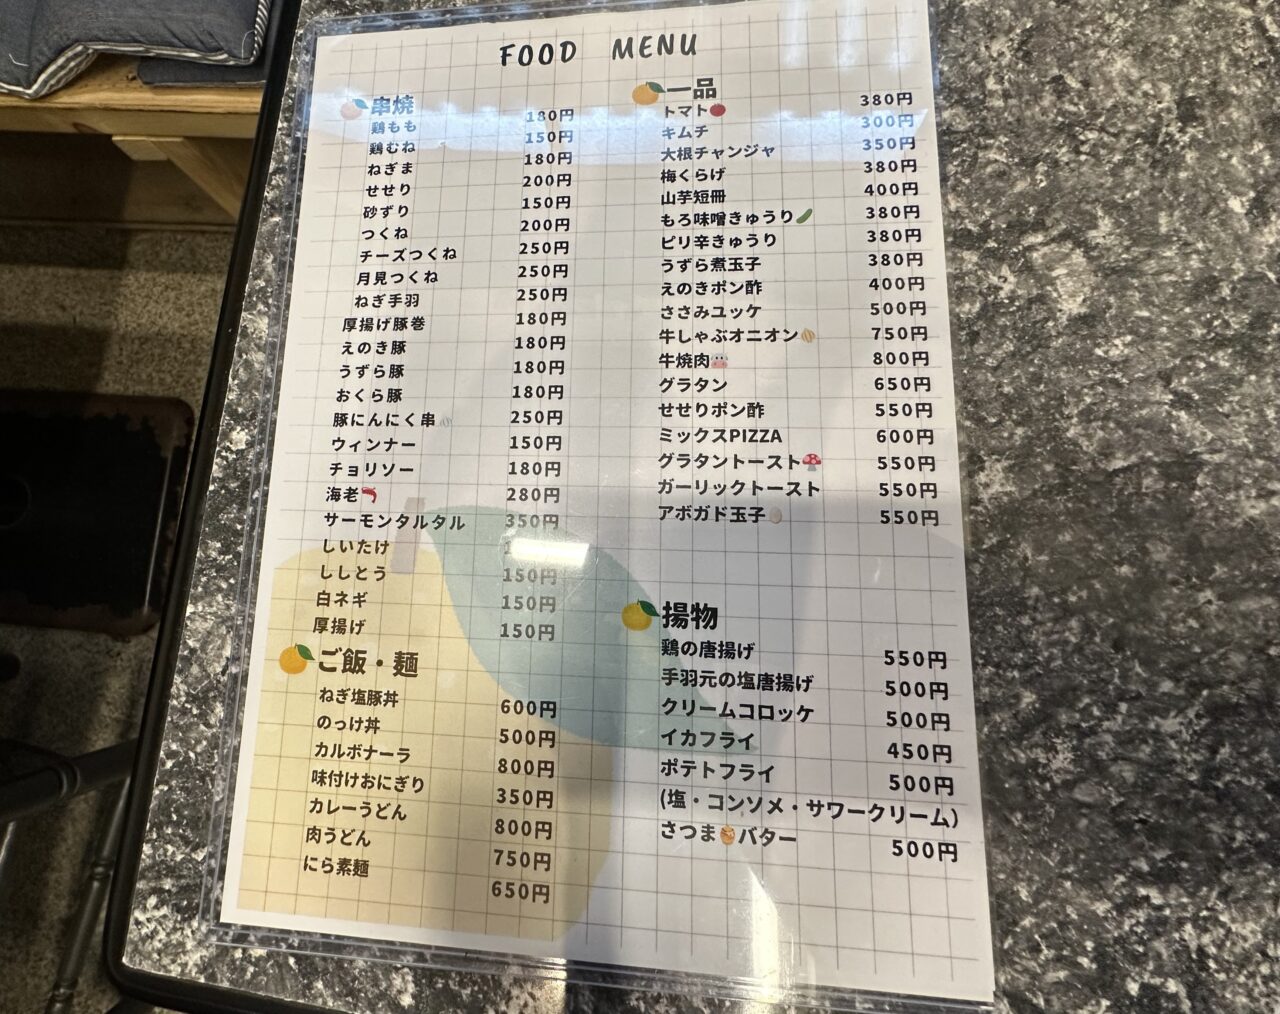 FOOD MENU
串焼
鶏もも 180円
鶏むね 150円
ねぎま 180円
せせり 200円
砂ずり 150円
つくね 200円
チーズつくね 250円
月見つくね 250円
ねぎ手羽 250円
厚揚げ豚巻 180円
えのき豚 180円
うずら豚 180円
おくら豚 180円
豚にんにく串 250円
ウィンナー 150円
チョリソー 180円
海老 280円
サーモンタルタル 350円
しいたけ
ししとう 150円
白ネギ 150円
厚揚げ 150円
ご飯・麺
ねぎ塩豚丼 600円
のっけ丼 500円
カルボナーラ 800円
味付けおにぎり 350円
カレーうどん 800円
肉うどん 750円
にら素麺 650円
一品
トマト🍅 380円
キムチ 300円
大根チャンジャ 350円
梅くらげ 380円
山芋短冊 400円
もろ味噌きゅうり🥒 380円
ピリ辛きゅうり 380円
うずら煮玉子 380円
えのきポン酢 400円
ささみユッケ 500円
牛しゃぶオニオン 750円
牛焼肉🐮 800円
グラタン 650円
せせりポン酢 550円
ミックスPIZZA 600円
グラタントースト🍄 550円
ガーリックトースト 550円
アボガド玉子🥚 550円
揚物
鶏の唐揚げ 550円
手羽元の塩唐揚げ 500円
クリームコロッケ 500円
イカフライ 450円
ポテトフライ 500円
(塩・コンソメ・サワークリーム)
さつま🍯バター 500円